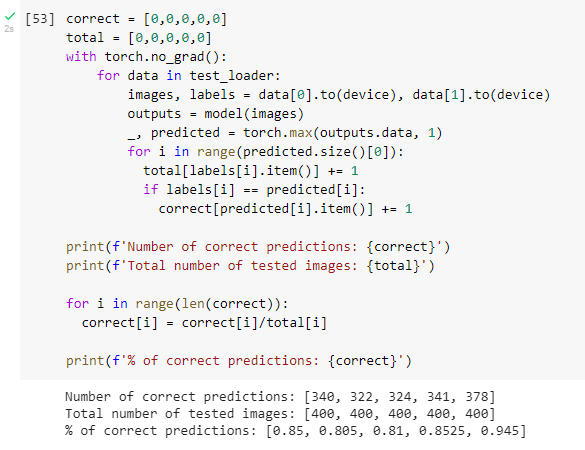 [53] correct = [0,0,0,0,0]
2s
total = [0,0,0,0,0]
with torch.no_grad():
    for data in test_loader:
        images, labels = data[0].to(device), data[1].to(device)
        outputs = model(images)
        _, predicted = torch.max(outputs.data, 1)
        for i in range(predicted.size()[0]):
          total[labels[i].item()] += 1
          if labels[i] == predicted[i]:
            correct[predicted[i].item()] += 1
print(f'Number of correct predictions: {correct}')
print(f'Total number of tested images: {total}')
for i in range(len(correct)):
  correct[i] = correct[i]/total[i]
print(f'% of correct predictions: {correct}')
Number of correct predictions: [340, 322, 324, 341, 378]
Total number of tested images: [400, 400, 400, 400, 400]
% of correct predictions: [0.85, 0.805, 0.81, 0.8525, 0.945]